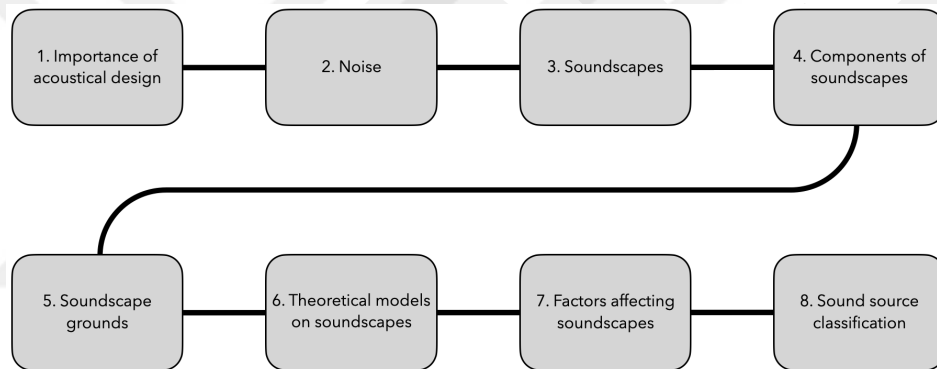 1. Importance of
acoustical design
2. Noise
3. Soundscapes
4. Components of
soundscapes
5. Soundscape
grounds
6. Theoretical models
on soundscapes
7. Factors affecting
soundscapes
8. Sound source
classification